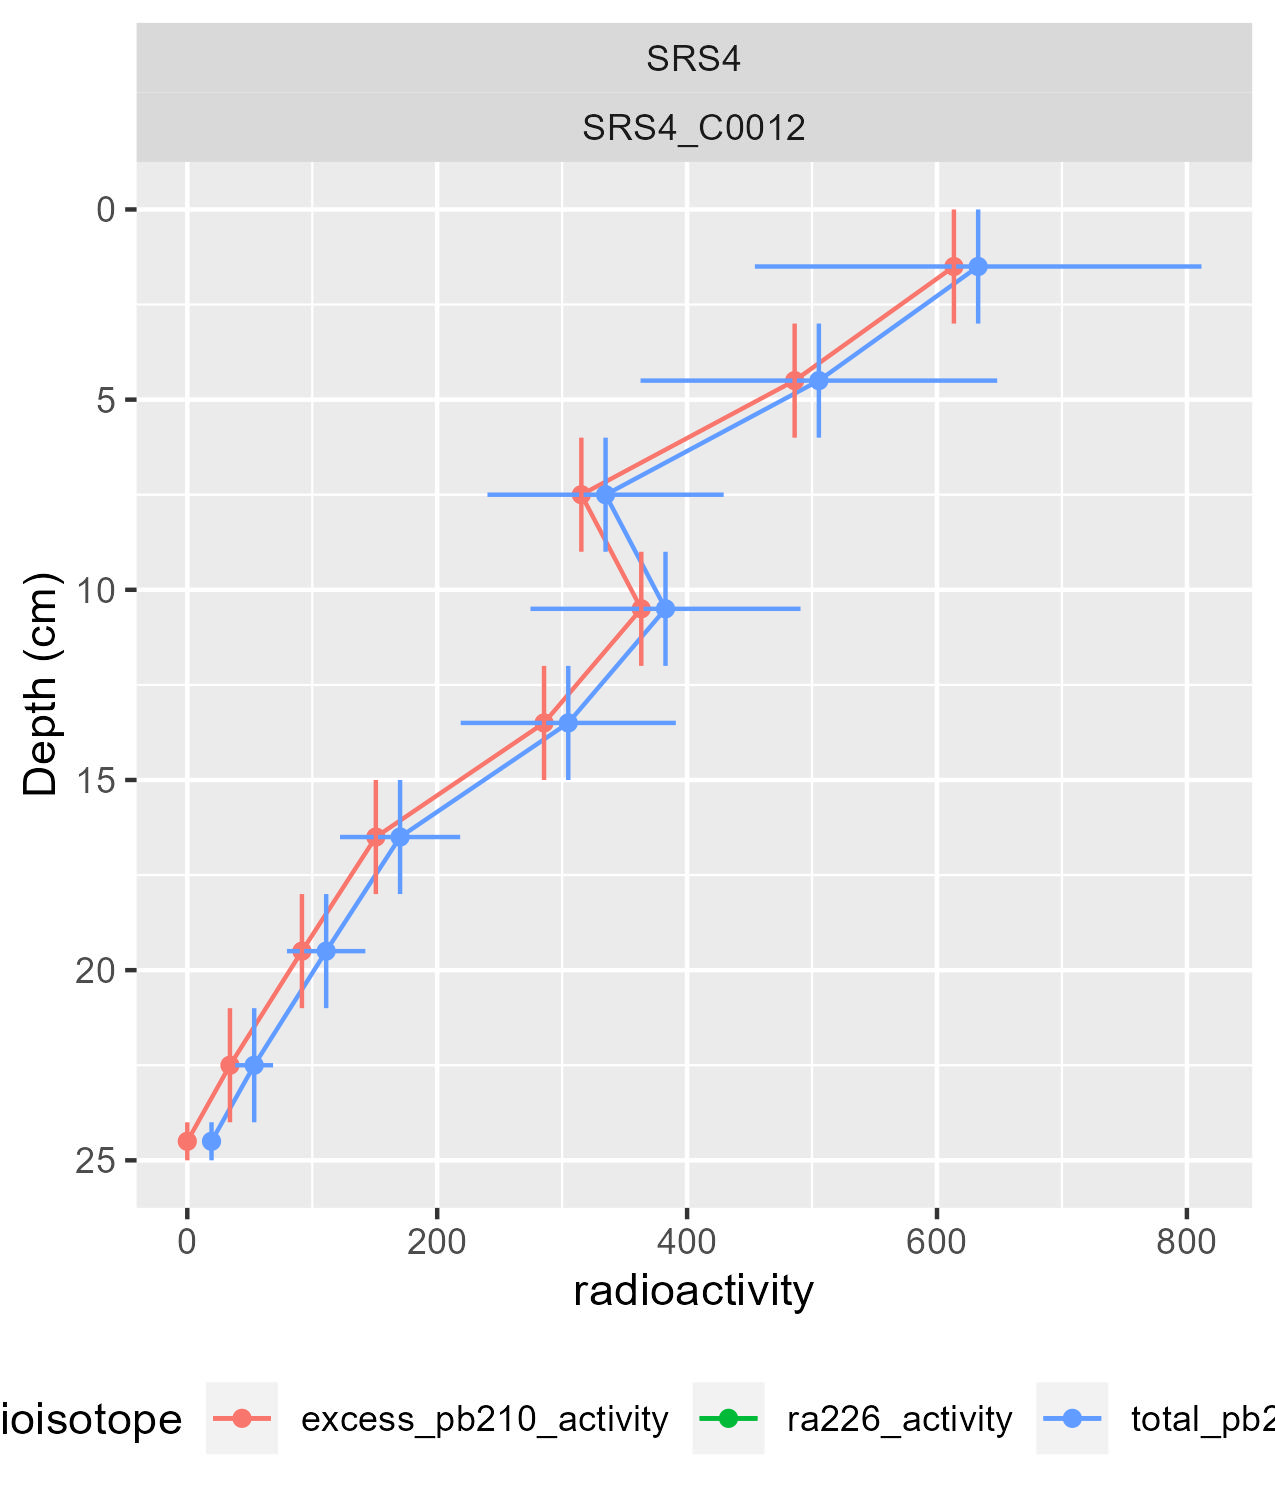 SRS4
SRS4_C0012
0
5
10
15
20
25
Depth (cm)
0 200 400 600 800
radioactivity
ioisotope excess_pb210_activity ra226_activity total_pb2